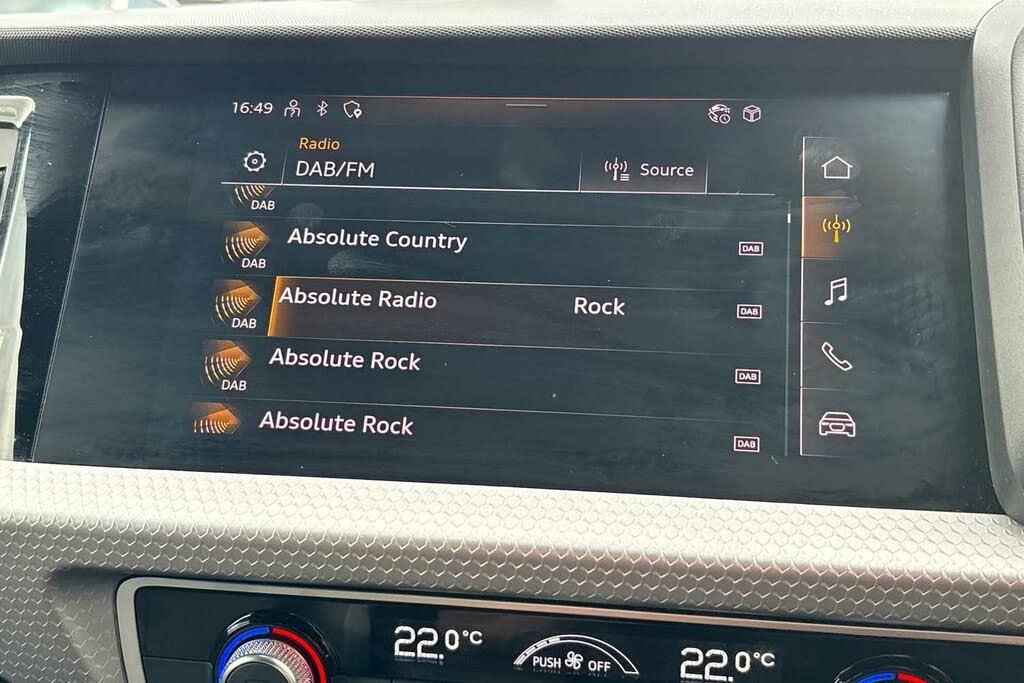 16:49
Radio
DAB/FM
Source
DAB
Absolute Country
DAB
DAB
Absolute Radio
Rock
DAB
DAB
Absolute Rock
DAB
DAB
Absolute Rock
DAB
22.0°C
PUSH OFF
22.0°C